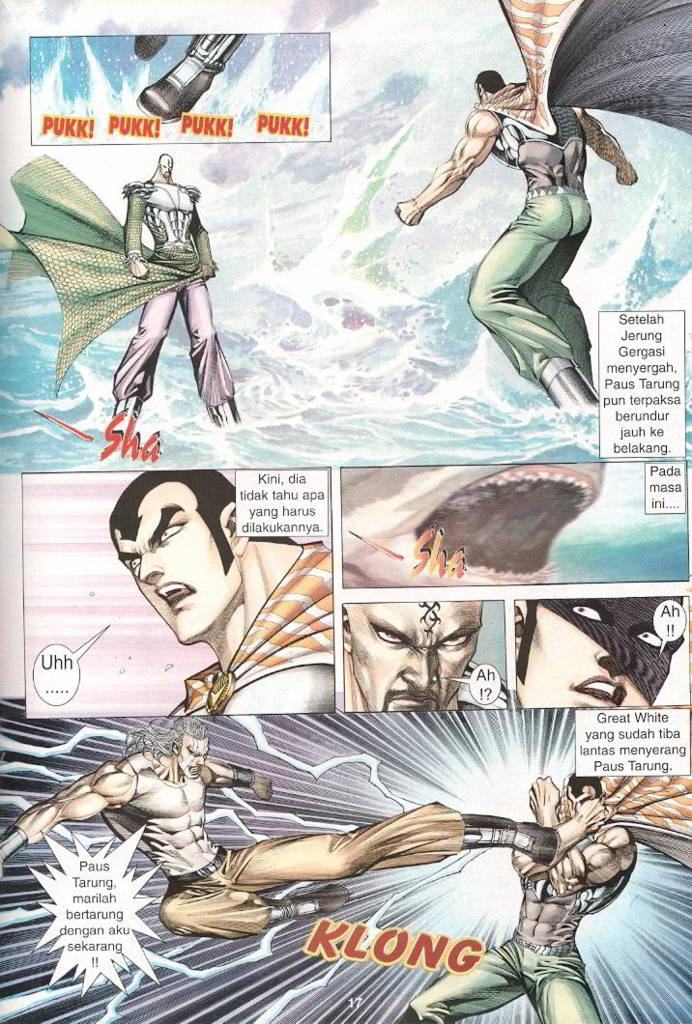 PUKK! PUKK! PUKK! PUKK!
Setelah
Jerung
Gergasi
menyergah,
Paus Tarung
pun terpaksa
berundur
jauh ke
belakang.
Sha
Kini, dia
tidak tahu apa
yang harus
dilakukannya.
Uhh
.....
Pada
masa
ini....
Sha
Ah
!?
Ah
!!
Great White
yang sudah tiba
lantas menyerang
Paus Tarung.
Paus
Tarung,
marilah
bertarung
dengan aku
sekarang
!!
KLONG
17